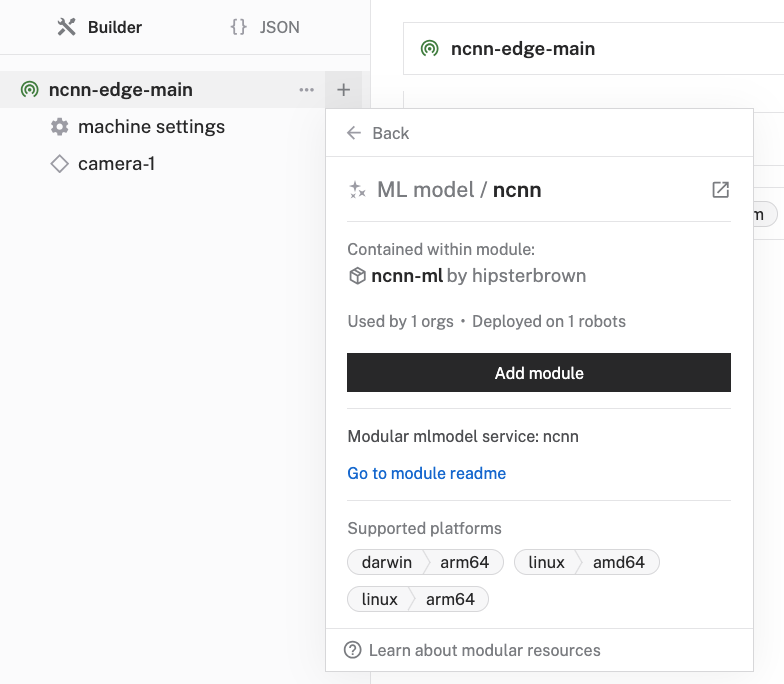 Builder
{} JSON
ncnn-edge-main
machine settings
camera-1
ncnn-edge-main
Back
ML model / ncnn
Contained within module:
ncnn-ml by hipsterbrown
Used by 1 orgs • Deployed on 1 robots
Add module
Modular mlmodel service: ncnn
Go to module readme
Supported platforms
darwin arm64
linux amd64
linux arm64
Learn about modular resources